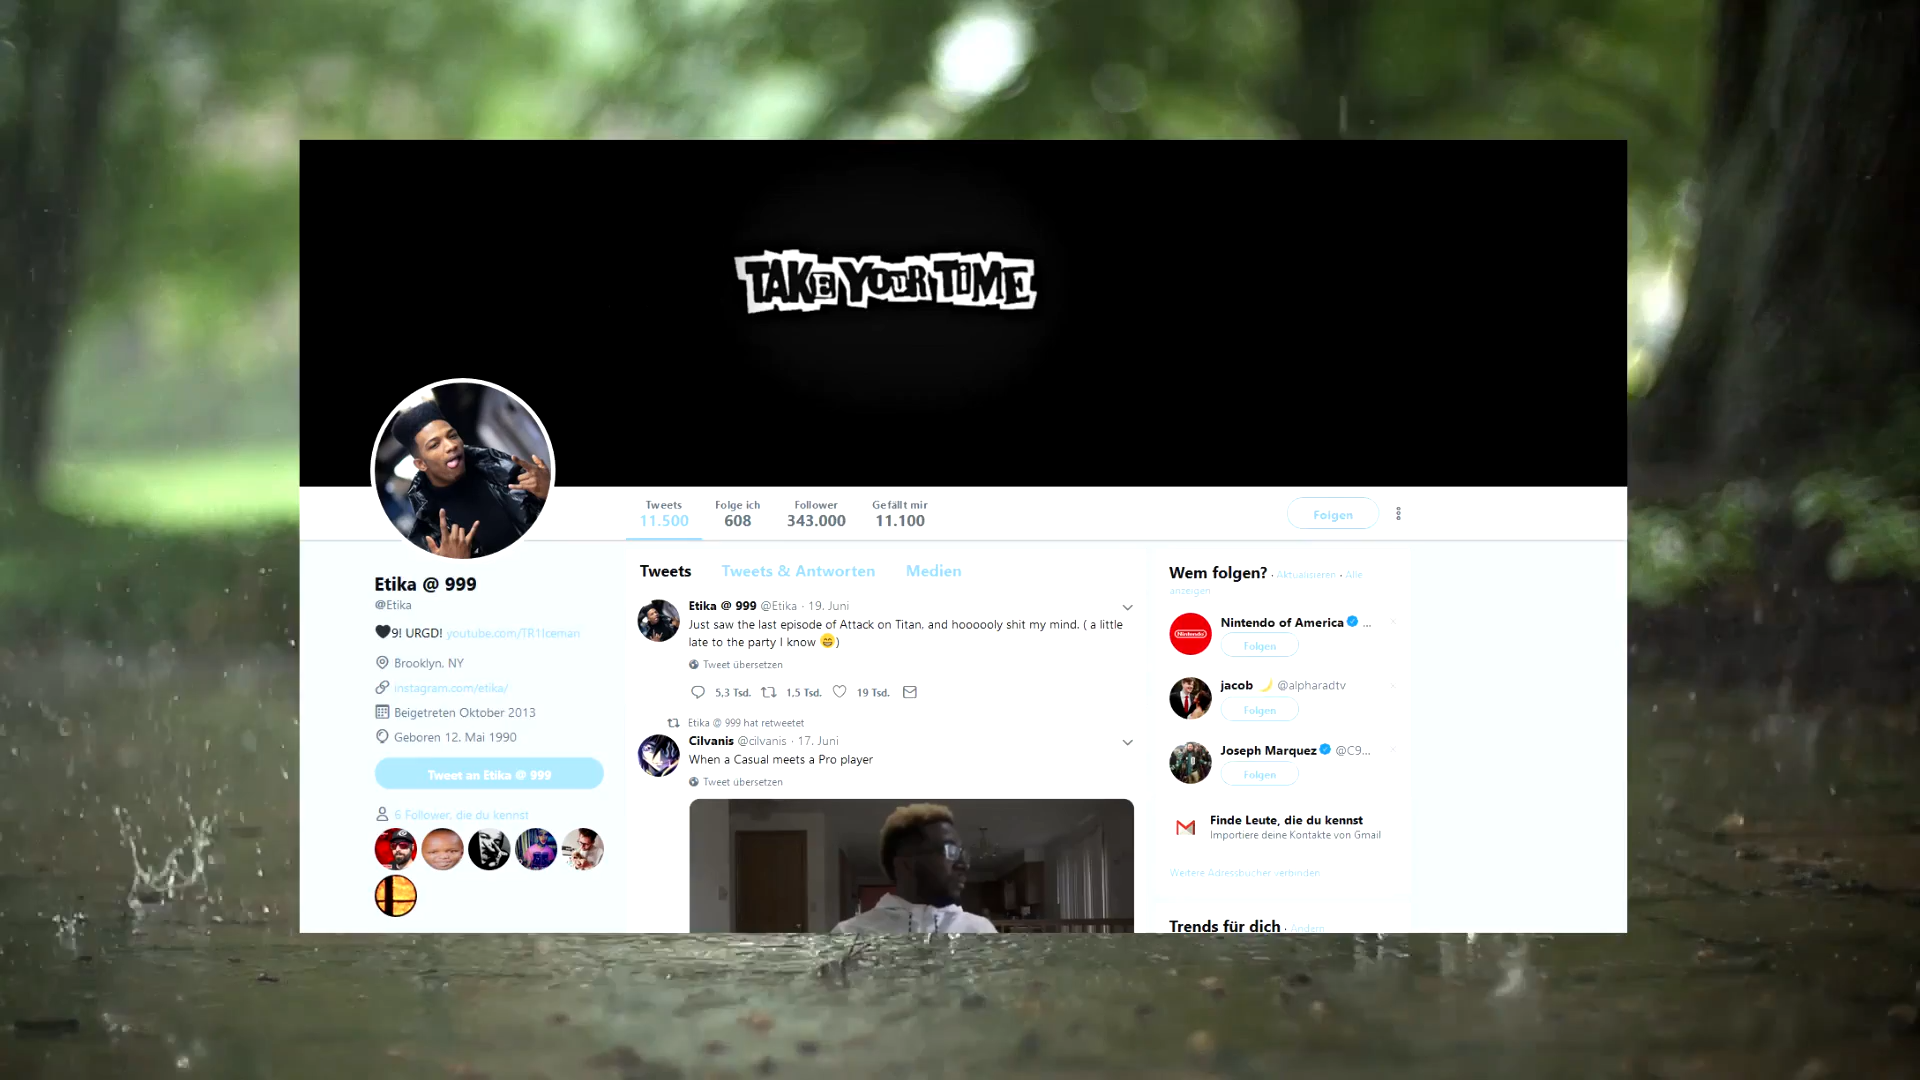 TAKE YOUR TIME
Tweets Folge ich Follower Gefällt mir
11.500 608 343.000 11.100
Folgen
Etika @ 999
@Etika
9! URGD! youtube.com/TR1Iceman
Brooklyn, NY
instagram.com/etika/
Beigetreten Oktober 2013
Geboren 12. Mai 1990
Tweet an Etika @ 999
6 Follower, die du kennst
Tweets Tweets & Antworten Medien
Etika @ 999 @Etika · 19. Juni
Just saw the last episode of Attack on Titan, and hoooooly shit my mind. ( a little
late to the party I know 😄)
Tweet übersetzen
5,3 Tsd. 1,5 Tsd. 19 Tsd.
Etika @ 999 hat retweetet
Cilvanis @cilvanis · 17. Juni
When a Casual meets a Pro player
Tweet übersetzen
Wem folgen? · Aktualisieren · Alle
anzeigen
Nintendo
Nintendo of America ...
Folgen
jacob 🌙 @alpharadtv
Folgen
Joseph Marquez @C9...
Folgen
Finde Leute, die du kennst
Importiere deine Kontakte von Gmail
Weitere Adressbücher verbinden
Trends für dich · Ändern